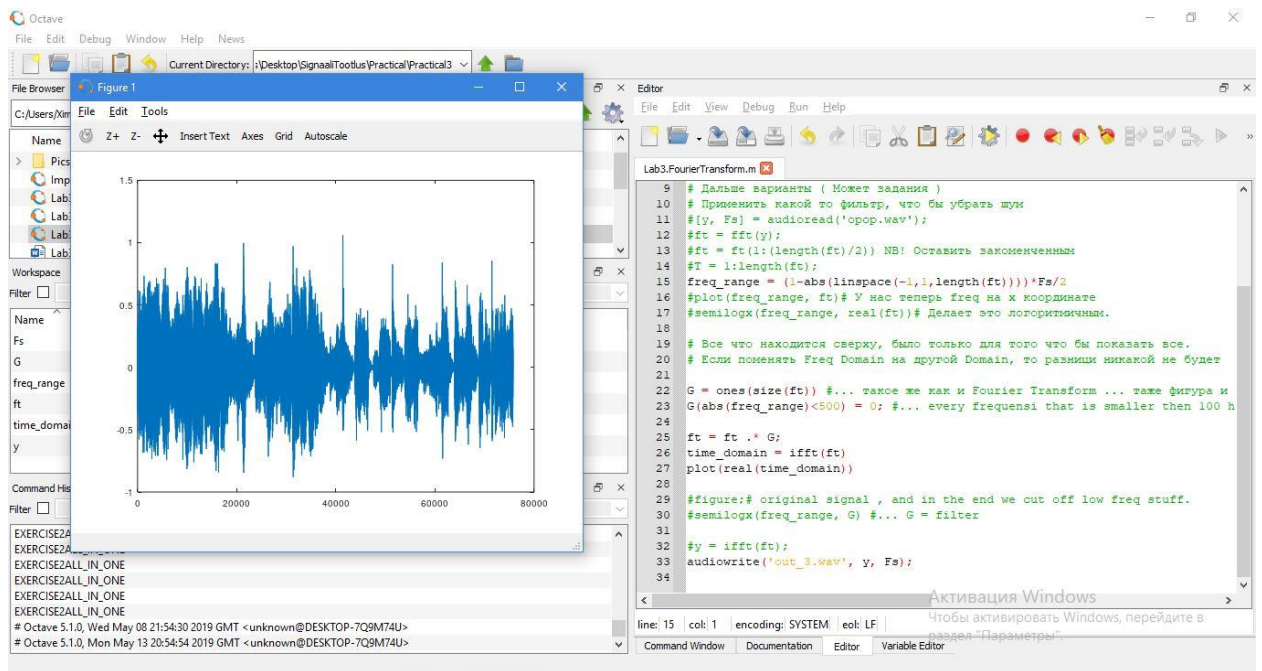 Octave
File Edit Debug Window Help News
Current Directory: :\Desktop\SignaaliTootlus\Practical\Practical3
File Browser
C:/Users/Xim
Name
Pics
Imp
Lab
Lab
Lab
Lab
Workspace
Filter
Name
Fs
G
freq_range
ft
time_domai
y
Command His
Filter
EXERCISE2A
EXERCISE2ALL_IN_ONE
EXERCISE2ALL_IN_ONE
EXERCISE2ALL_IN_ONE
EXERCISE2ALL_IN_ONE
EXERCISE2ALL_IN_ONE
# Octave 5.1.0, Wed May 08 21:54:30 2019 GMT <unknown@DESKTOP-7Q9M74U>
# Octave 5.1.0, Mon May 13 20:54:54 2019 GMT <unknown@DESKTOP-7Q9M74U>
Figure 1
File Edit Tools
Z+ Z- Insert Text Axes Grid Autoscale
1.5
1
0.5
0
-0.5
-1
0 20000 40000 60000 80000
Editor
File Edit View Debug Run Help
Lab3.FourierTransform.m
9 # Дальше варианты ( Может задания )
10 # Применить какой то фильтр, что бы убрать шум
11 #[y, Fs] = audioread('opop.wav');
12 #ft = fft(y);
13 #ft = ft(1:(length(ft)/2)) NB! Оставить закоменченным
14 #T = 1:length(ft);
15 freq_range = (1-abs(linspace(-1,1,length(ft))))*Fs/2
16 #plot(freq_range, ft)# У нас теперь freq на х координате
17 #semilogx(freq_range, real(ft))# Делает это логоритмичным.
18
19 # Все что находится сверху, было только для того что бы показать все.
20 # Если поменять Freq Domain на другой Domain, то разници никакой не будет
21
22 G = ones(size(ft)) #... такое же как и Fourier Transform ... таже фигура и
23 G(abs(freq_range)<500) = 0; #... every frequensi that is smaller then 100 h
24
25 ft = ft .* G;
26 time_domain = ifft(ft)
27 plot(real(time_domain))
28
29 #figure;# original signal , and in the end we cut off low freq stuff.
30 #semilogx(freq_range, G) #... G = filter
31
32 #y = ifft(ft);
33 audiowrite('out_3.wav', y, Fs);
34
Активация Windows
Чтобы активировать Windows, перейдите в
раздел "Параметры".
line: 15 col: 1 encoding: SYSTEM eol: LF
Command Window Documentation Editor Variable Editor